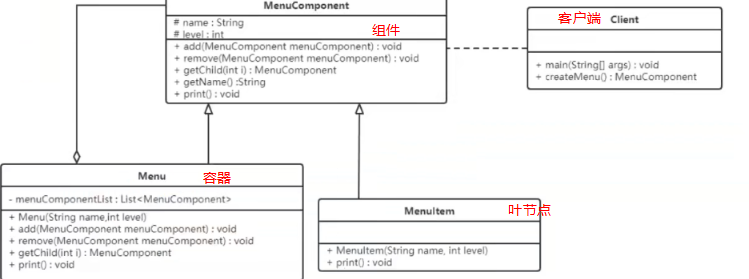 MenuComponent
# name : String
# level : int
组件
+ add(MenuComponent menuComponent) : void
+ remove(MenuComponent menuComponent) : void
+ getChild(int i) : MenuComponent
+ getName() :String
+ print() : void
客户端
Client
+ main(String[] args) : void
+ createMenu() : MenuComponent
Menu
容器
- menuComponentList : List<MenuComponent>
+ Menu(String name,int level)
+ add(MenuComponent menuComponent) : void
+ remove(MenuComponent menuComponent) : void
+ getChild(int i) : MenuComponent
+ print() : void
MenuItem
叶节点
+ MenuItem(String name, int level)
+ print() : void